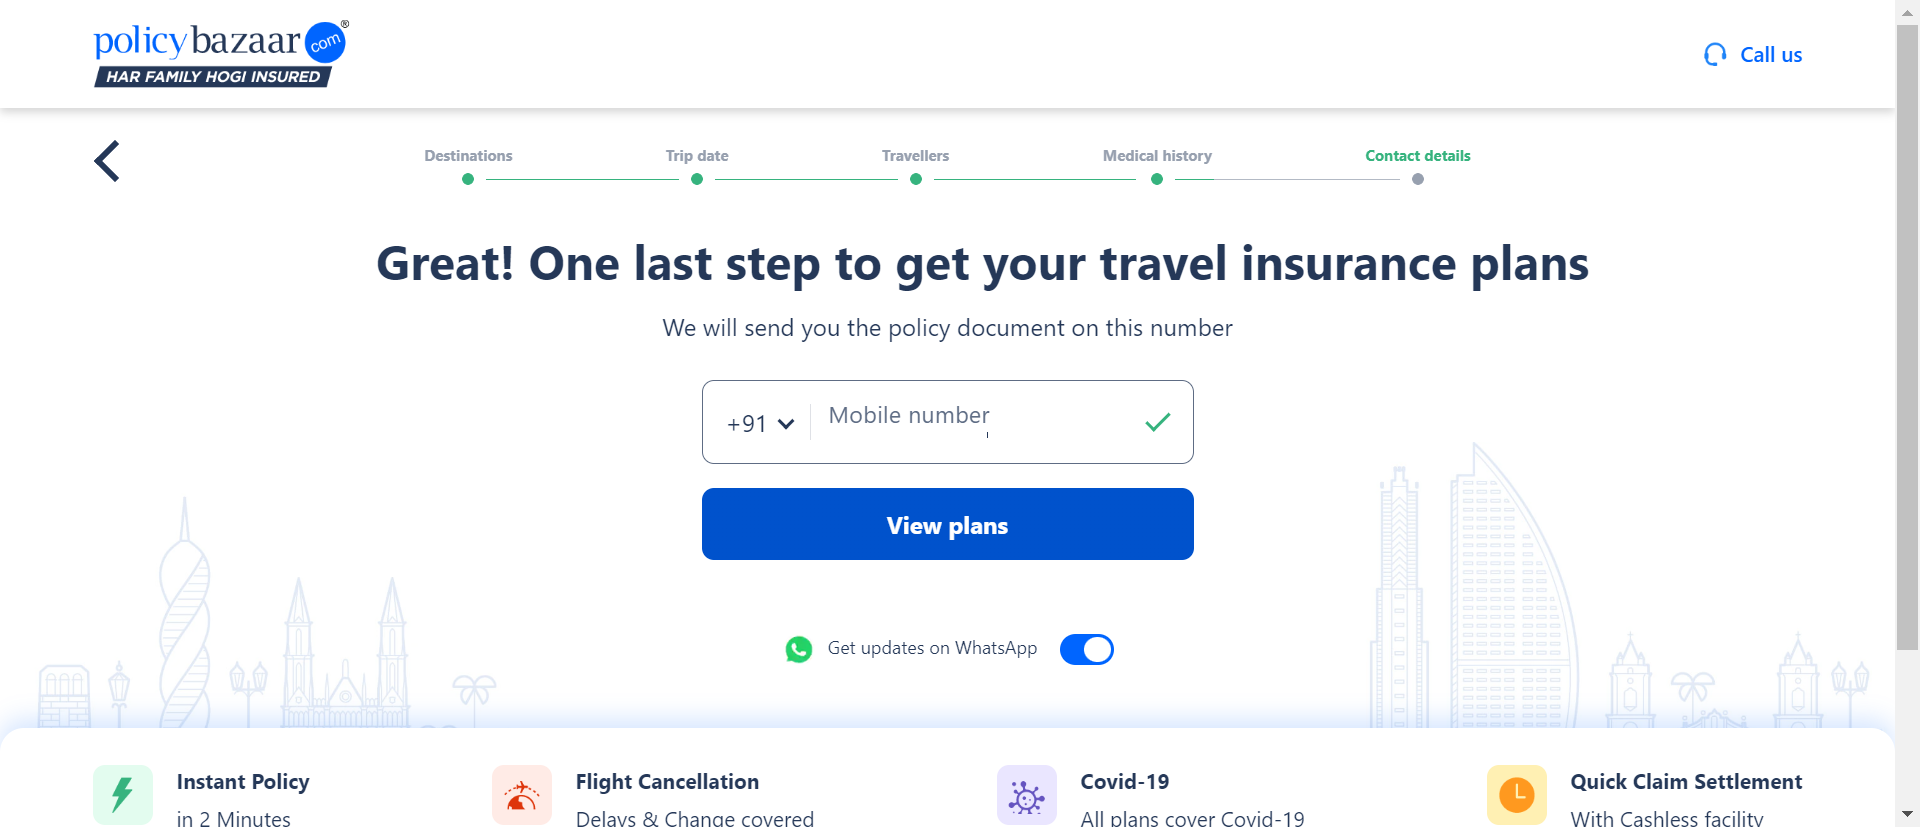 policybazaar com®
HAR FAMILY HOGI INSURED
Call us
Destinations
Trip date
Travellers
Medical history
Contact details
Great! One last step to get your travel insurance plans
We will send you the policy document on this number
+91
Mobile number
View plans
Get updates on WhatsApp
Instant Policy
in 2 Minutes
Flight Cancellation
Delays & Change covered
Covid-19
All plans cover Covid-19
Quick Claim Settlement
With Cashless facility